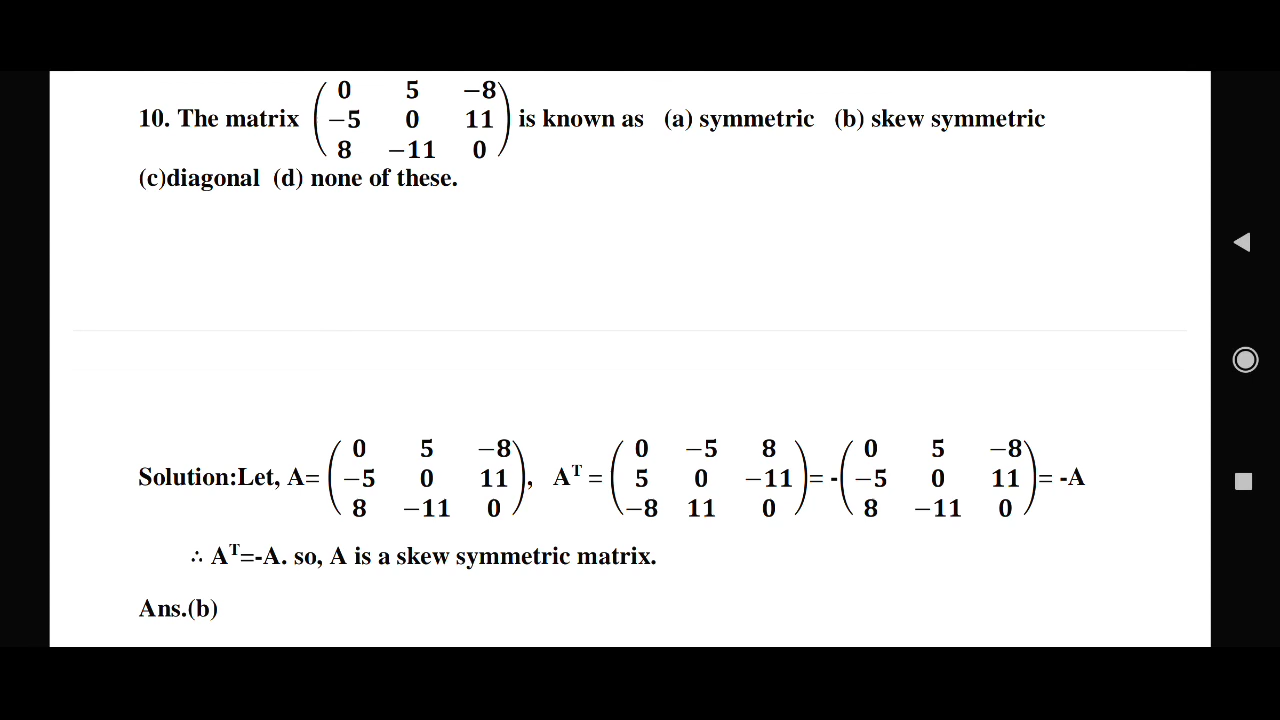 10. The matrix (0 5 −8
−5 0 11
8 −11 0) is known as (a) symmetric (b) skew symmetric
(c)diagonal (d) none of these.
Solution:Let, A= (0 5 −8
−5 0 11
8 −11 0), Aᵀ = (0 −5 8
5 0 −11
−8 11 0)= -(0 5 −8
−5 0 11
8 −11 0)= -A
∴ Aᵀ=-A. so, A is a skew symmetric matrix.
Ans.(b)